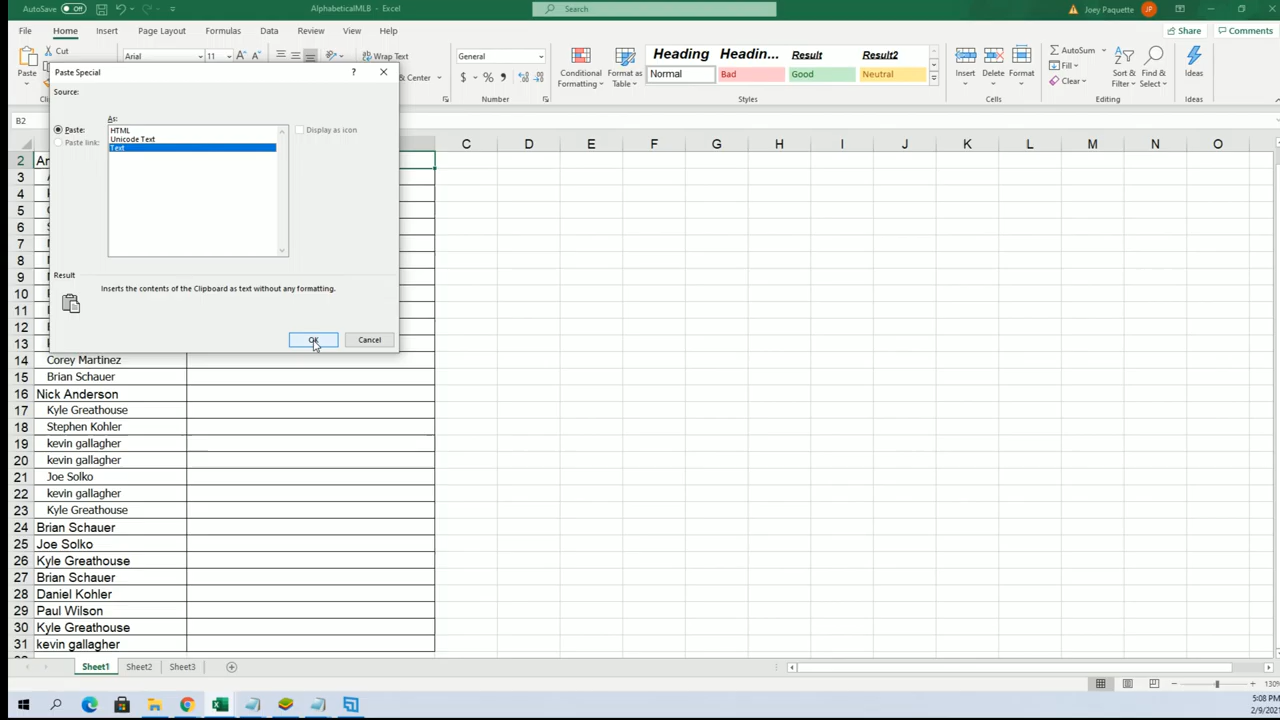 AutoSave Off AlphabeticalMLB - Excel Search Joey Paquette JP
File Home Insert Page Layout Formulas Data Review View Help Share Comments
Cut Arial 11 A A Wrap Text General Heading Headin... Result Result2 AutoSum
Paste Center $ % Conditional Format as Normal Bad Good Neutral Insert Delete Format Fill Sort & Find & Ideas
Formatting Table Clear Filter Select
Number Styles Cells Editing Ideas
Paste Special ? ×
Source:
As:
Paste: HTML Display as icon
Unicode Text
Paste link: Text
Result
Inserts the contents of the Clipboard as text without any formatting.
OK Cancel
B2
C D E F G H I J K L M N O
2
3
4
5
6
7
8
9
10
11
12
13
14 Corey Martinez
15 Brian Schauer
16 Nick Anderson
17 Kyle Greathouse
18 Stephen Kohler
19 kevin gallagher
20 kevin gallagher
21 Joe Solko
22 kevin gallagher
23 Kyle Greathouse
24 Brian Schauer
25 Joe Solko
26 Kyle Greathouse
27 Brian Schauer
28 Daniel Kohler
29 Paul Wilson
30 Kyle Greathouse
31 kevin gallagher
Sheet1 Sheet2 Sheet3
130%
5:08 PM
2/9/2021